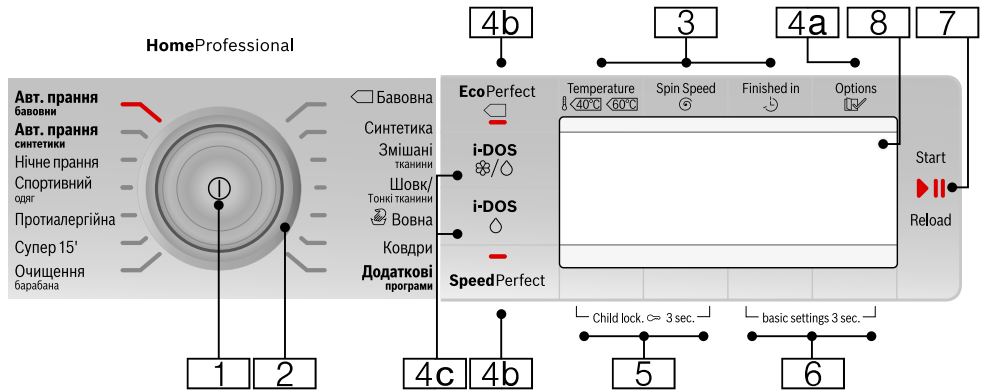 4b
3
4a
8
7
HomeProfessional
Авт. прання
бавовни
Авт. прання
синтетики
Нічне прання
Спортивний
одяг
Протиалергійна
Супер 15'
Очищення
барабана
Бавовна
Синтетика
Змішані
тканини
Шовк/
Тонкі тканини
Вовна
Ковдри
Додаткові
програми
EcoPerfect
i-DOS
i-DOS
SpeedPerfect
Temperature
40°C 60°C
Spin Speed
Finished in
Options
Start
Reload
Child lock. 3 sec.
basic settings 3 sec.
1
2
4c
4b
5
6